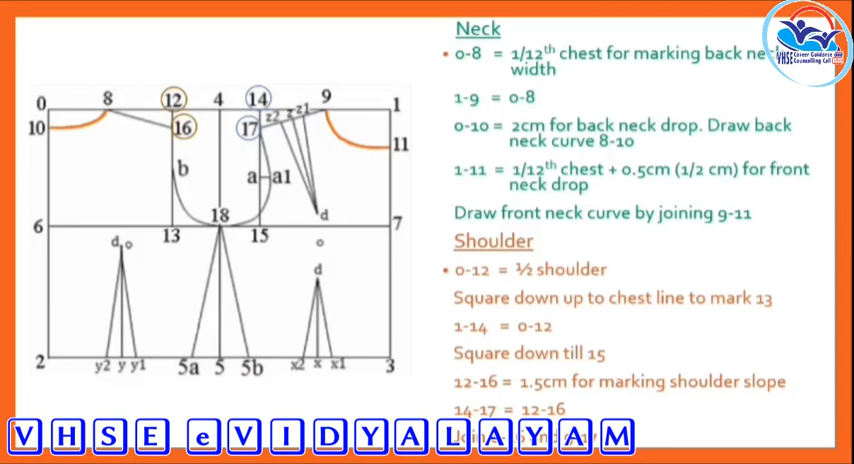 Neck
• 0-8 = 1/12th chest for marking back neck
width
1-9 = 0-8
0-10 = 2cm for back neck drop. Draw back
neck curve 8-10
1-11 = 1/12th chest + 0.5cm (1/2 cm) for front
neck drop
Draw front neck curve by joining 9-11
Shoulder
• 0-12 = ½ shoulder
Square down up to chest line to mark 13
1-14 = 0-12
Square down till 15
12-16 = 1.5cm for marking shoulder slope
14-17 = 12-16
VHSE
Career Guidance
Counselling Cell
0 8 12 4 14 9 1
z2 z z1
10 16 17 11
b a a1
18 d
6 13 15 7
d, o o
d
2 y2 y y1 5a 5 5b x2 x x1 3
VHSE eVIDYALAYAM